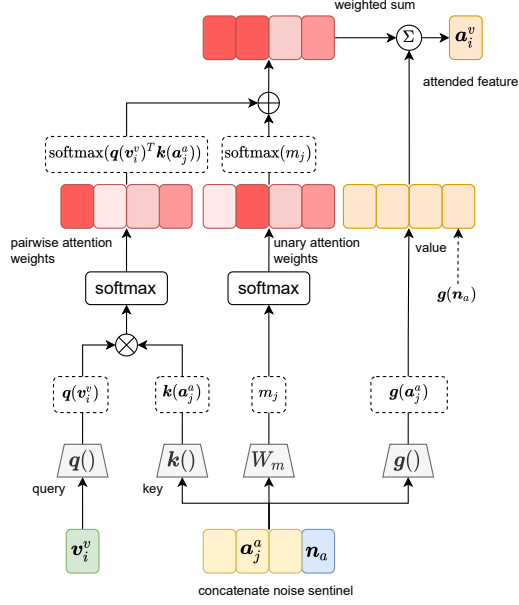 weighted sum
Σ
a_i^v
attended feature
softmax(q(v_i^v)^T k(a_j^a))
softmax(m_j)
pairwise attention
weights
unary attention
weights
value
softmax
softmax
g(n_a)
q(v_i^v)
k(a_j^a)
m_j
g(a_j^a)
q()
k()
W_m
g()
query
key
v_i^v
a_j^a
n_a
concatenate noise sentinel